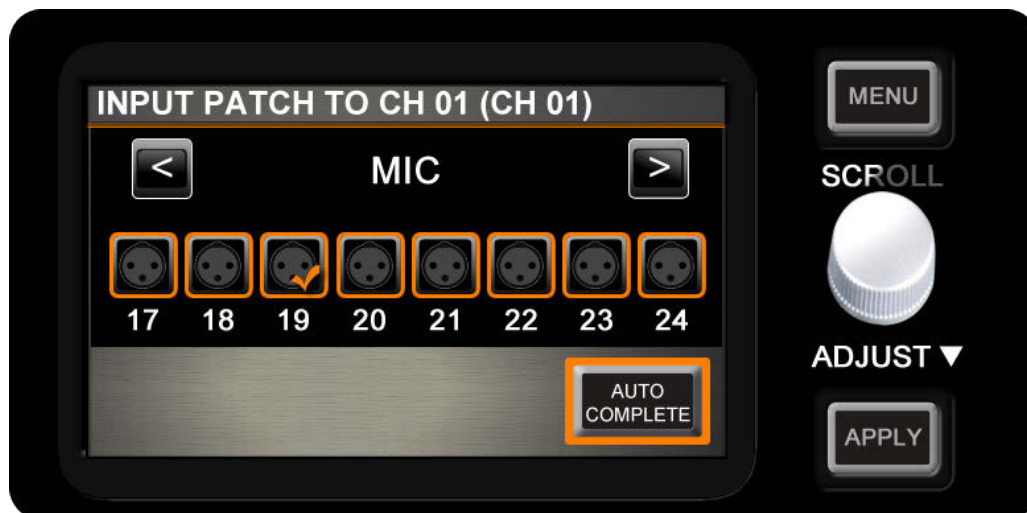 INPUT PATCH TO CH 01 (CH 01)
<
MIC
>
17 18 19 20 21 22 23 24
AUTO
COMPLETE
MENU
SCROLL
ADJUST ▼
APPLY